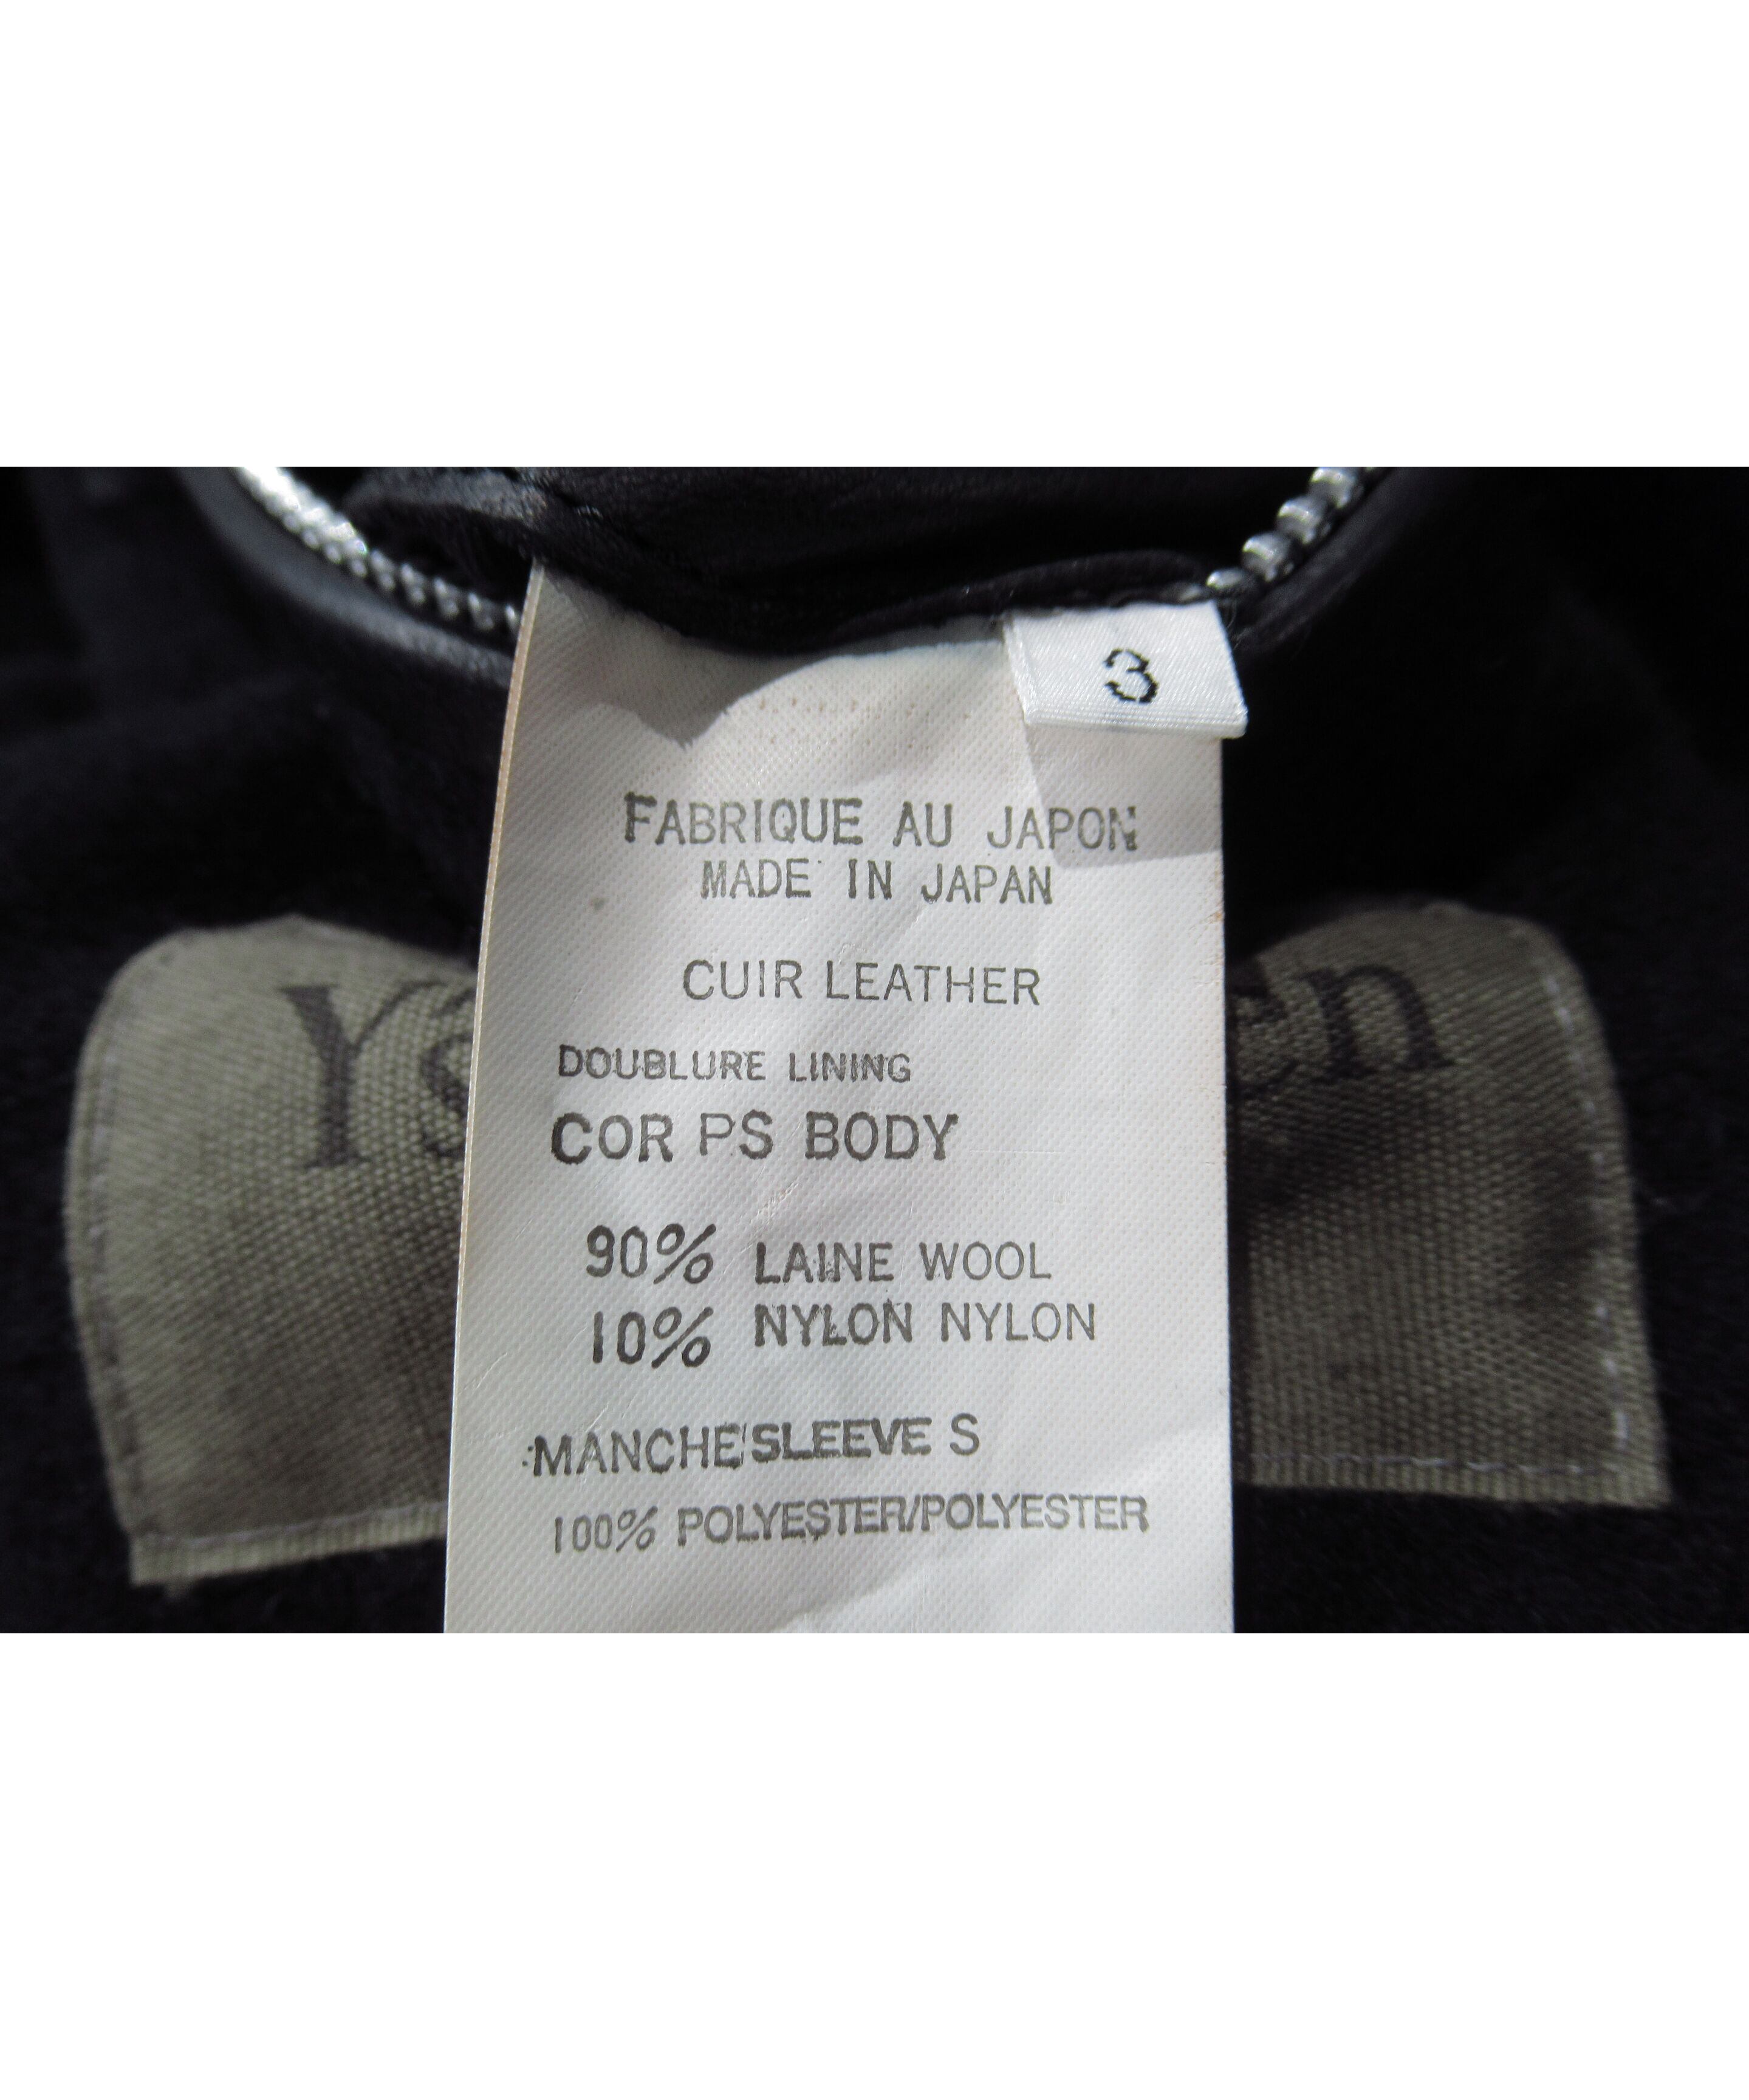 3
FABRIQUE AU JAPON
MADE IN JAPAN
CUIR LEATHER
DOUBLURE LINING
COR PS BODY
90% LAINE WOOL
10% NYLON NYLON
MANCHE/SLEEVE S
100% POLYESTER/POLYESTER